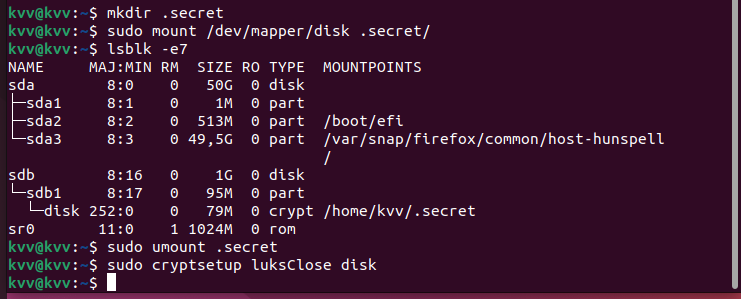 kvv@kvv:~$ mkdir .secret
kvv@kvv:~$ sudo mount /dev/mapper/disk .secret/
kvv@kvv:~$ lsblk -e7
NAME     MAJ:MIN RM  SIZE RO TYPE  MOUNTPOINTS
sda        8:0    0   50G  0 disk
├─sda1     8:1    0    1M  0 part
├─sda2     8:2    0  513M  0 part  /boot/efi
└─sda3     8:3    0 49,5G  0 part  /var/snap/firefox/common/host-hunspell
                                   /
sdb        8:16   0    1G  0 disk
└─sdb1     8:17   0   95M  0 part
  └─disk 252:0    0   79M  0 crypt /home/kvv/.secret
sr0       11:0    1 1024M  0 rom
kvv@kvv:~$ sudo umount .secret
kvv@kvv:~$ sudo cryptsetup luksClose disk
kvv@kvv:~$